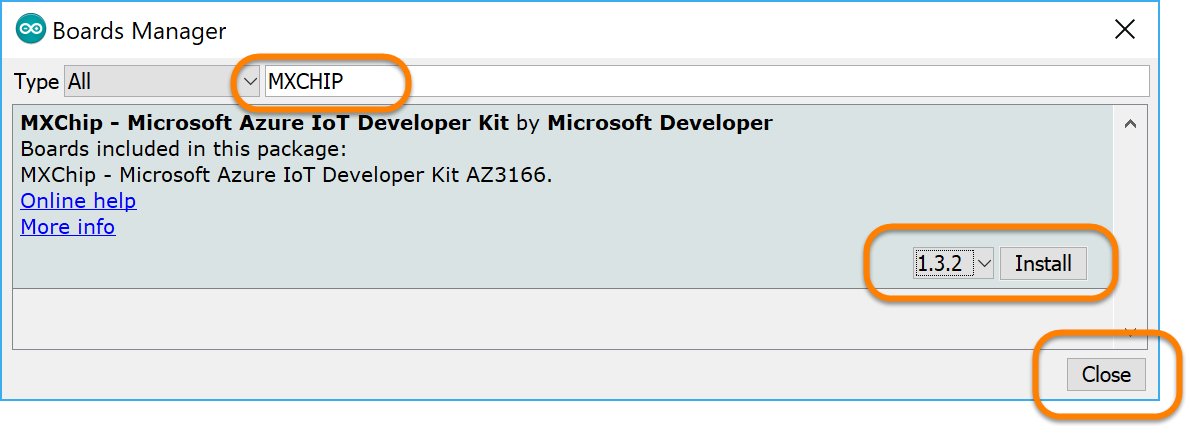 Boards Manager
Type All MXCHIP
MXChip - Microsoft Azure IoT Developer Kit by Microsoft Developer
Boards included in this package:
MXChip - Microsoft Azure IoT Developer Kit AZ3166.
Online help
More info
1.3.2 Install
Close